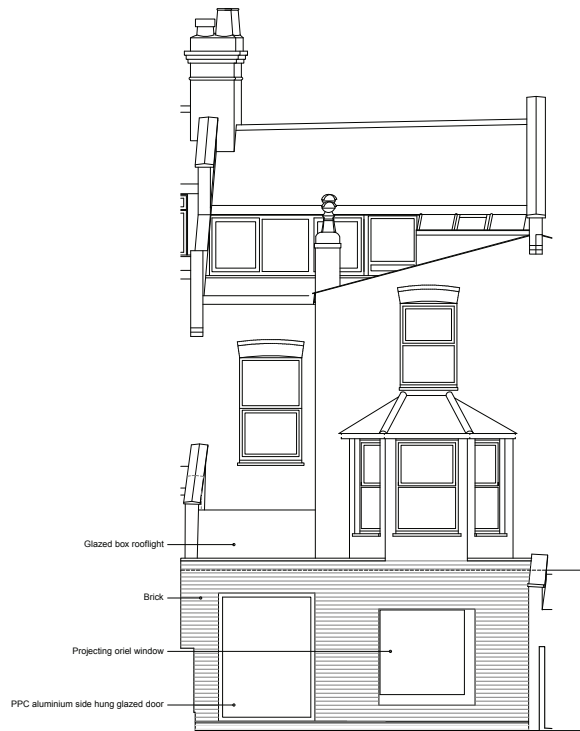 Glazed box rooflight
Brick
Projecting oriel window
PPC aluminium side hung glazed door